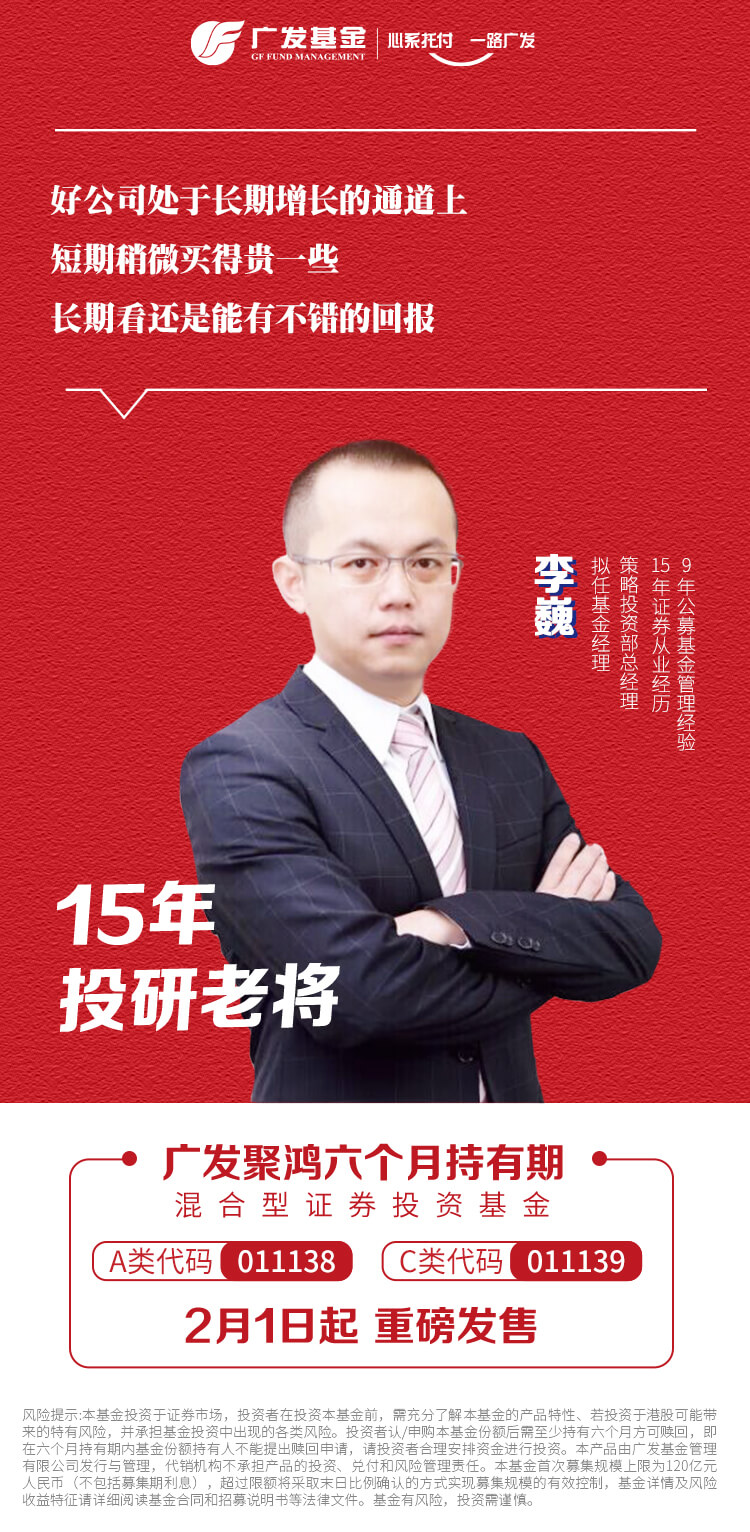 广发基金
GF FUND MANAGEMENT
心系托付 一路广发
好公司处于长期增长的通道上
短期稍微买得贵一些
长期看还是能有不错的回报
9年公募基金管理经验
15年证券从业经历
策略投资部总经理
拟任基金经理
李巍
15年
投研老将
广发聚鸿六个月持有期
混合型证券投资基金
A类代码 011138
C类代码 011139
2月1日起 重磅发售
风险提示:本基金投资于证券市场，投资者在投资本基金前，需充分了解本基金的产品特性、若投资于港股可能带
来的特有风险，并承担基金投资中出现的各类风险。投资者认/申购本基金份额后需至少持有六个月方可赎回，即
在六个月持有期内基金份额持有人不能提出赎回申请，请投资者合理安排资金进行投资。本产品由广发基金管理
有限公司发行与管理，代销机构不承担产品的投资、兑付和风险管理责任。本基金首次募集规模上限为120亿元
人民币（不包括募集期利息），超过限额将采取末日比例确认的方式实现募集规模的有效控制，基金详情及风险
收益特征请详细阅读基金合同和招募说明书等法律文件。基金有风险，投资需谨慎。